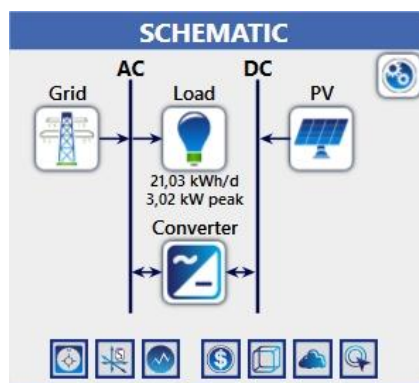 SCHEMATIC
AC DC
Grid Load PV
21,03 kWh/d
3,02 kW peak
Converter